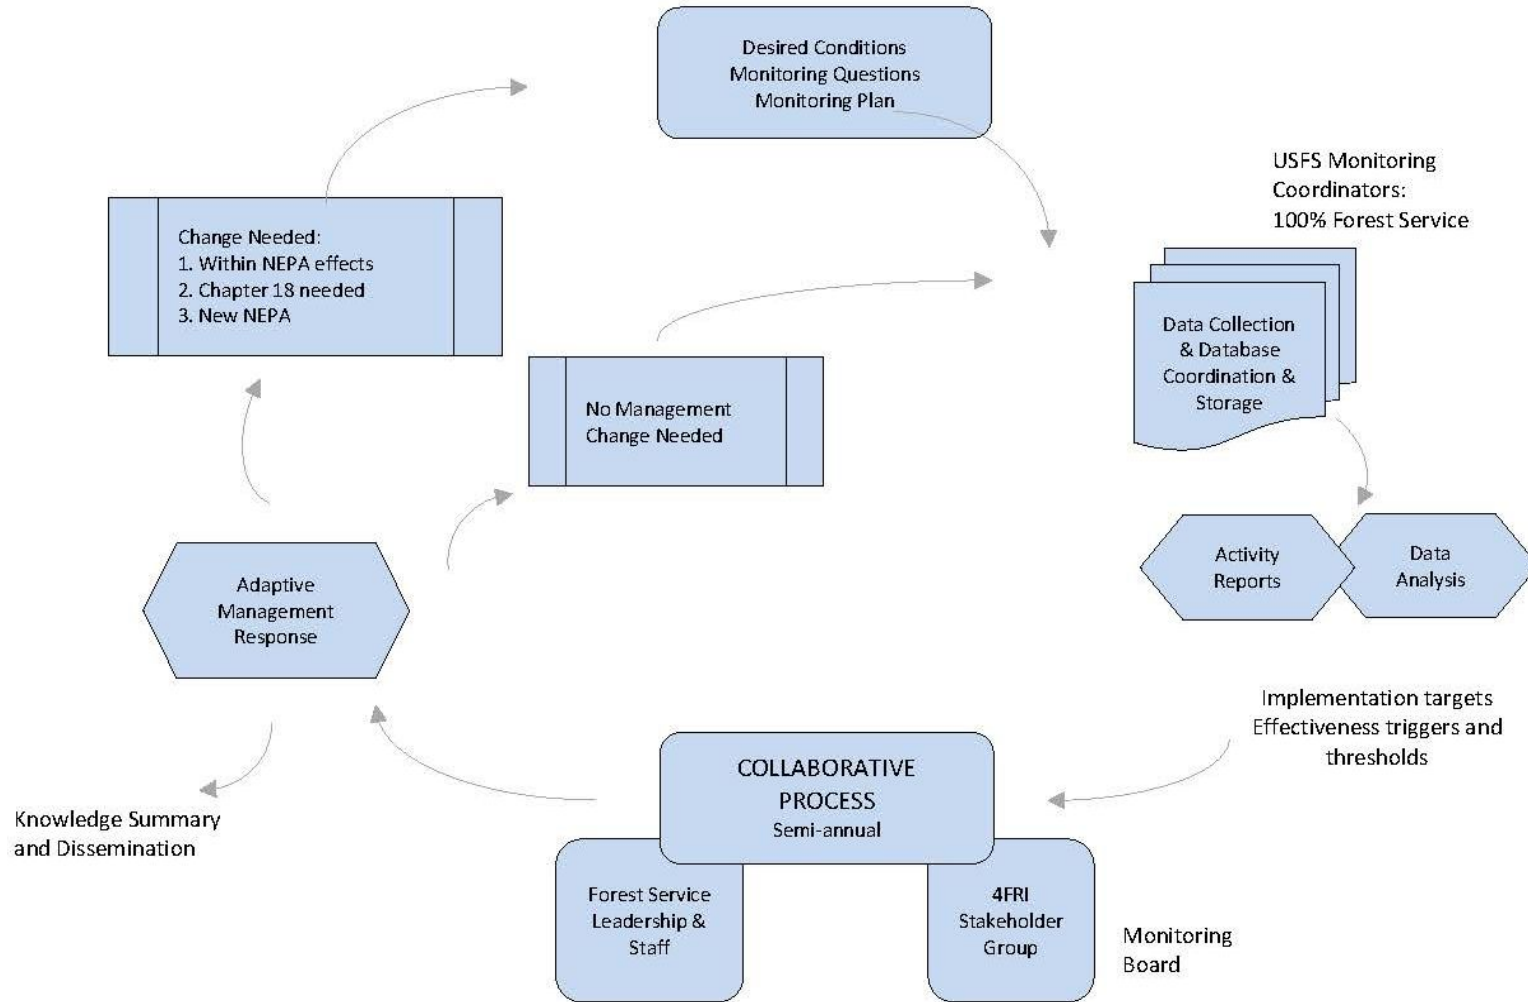 Desired Conditions
Monitoring Questions
Monitoring Plan
USFS Monitoring
Coordinators:
100% Forest Service
Change Needed:
1. Within NEPA effects
2. Chapter 18 needed
3. New NEPA
Data Collection
& Database
Coordination &
Storage
No Management
Change Needed
Activity
Reports
Data
Analysis
Adaptive
Management
Response
Implementation targets
Effectiveness triggers and
thresholds
COLLABORATIVE
PROCESS
Semi-annual
Knowledge Summary
and Dissemination
Forest Service
Leadership &
Staff
4FRI
Stakeholder
Group
Monitoring
Board